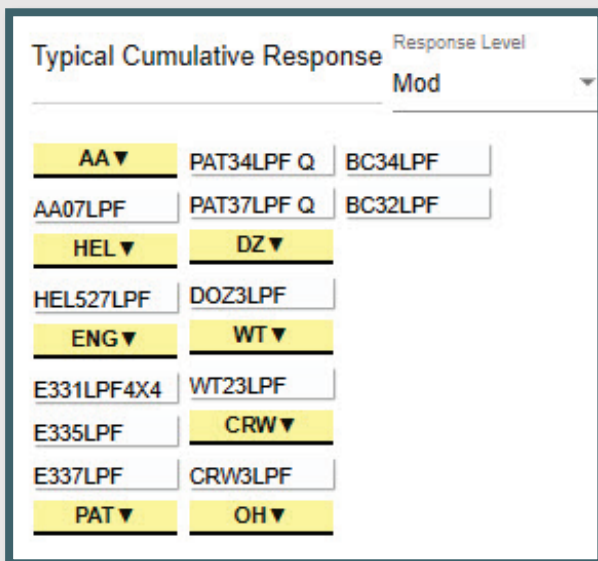 Typical Cumulative Response
Response Level
Mod
AA▼
AA07LPF
HEL▼
HEL527LPF
ENG▼
E331LPF4X4
E335LPF
E337LPF
PAT▼
PAT34LPF Q
PAT37LPF Q
DZ▼
DOZ3LPF
WT▼
WT23LPF
CRW▼
CRW3LPF
OH▼
BC34LPF
BC32LPF